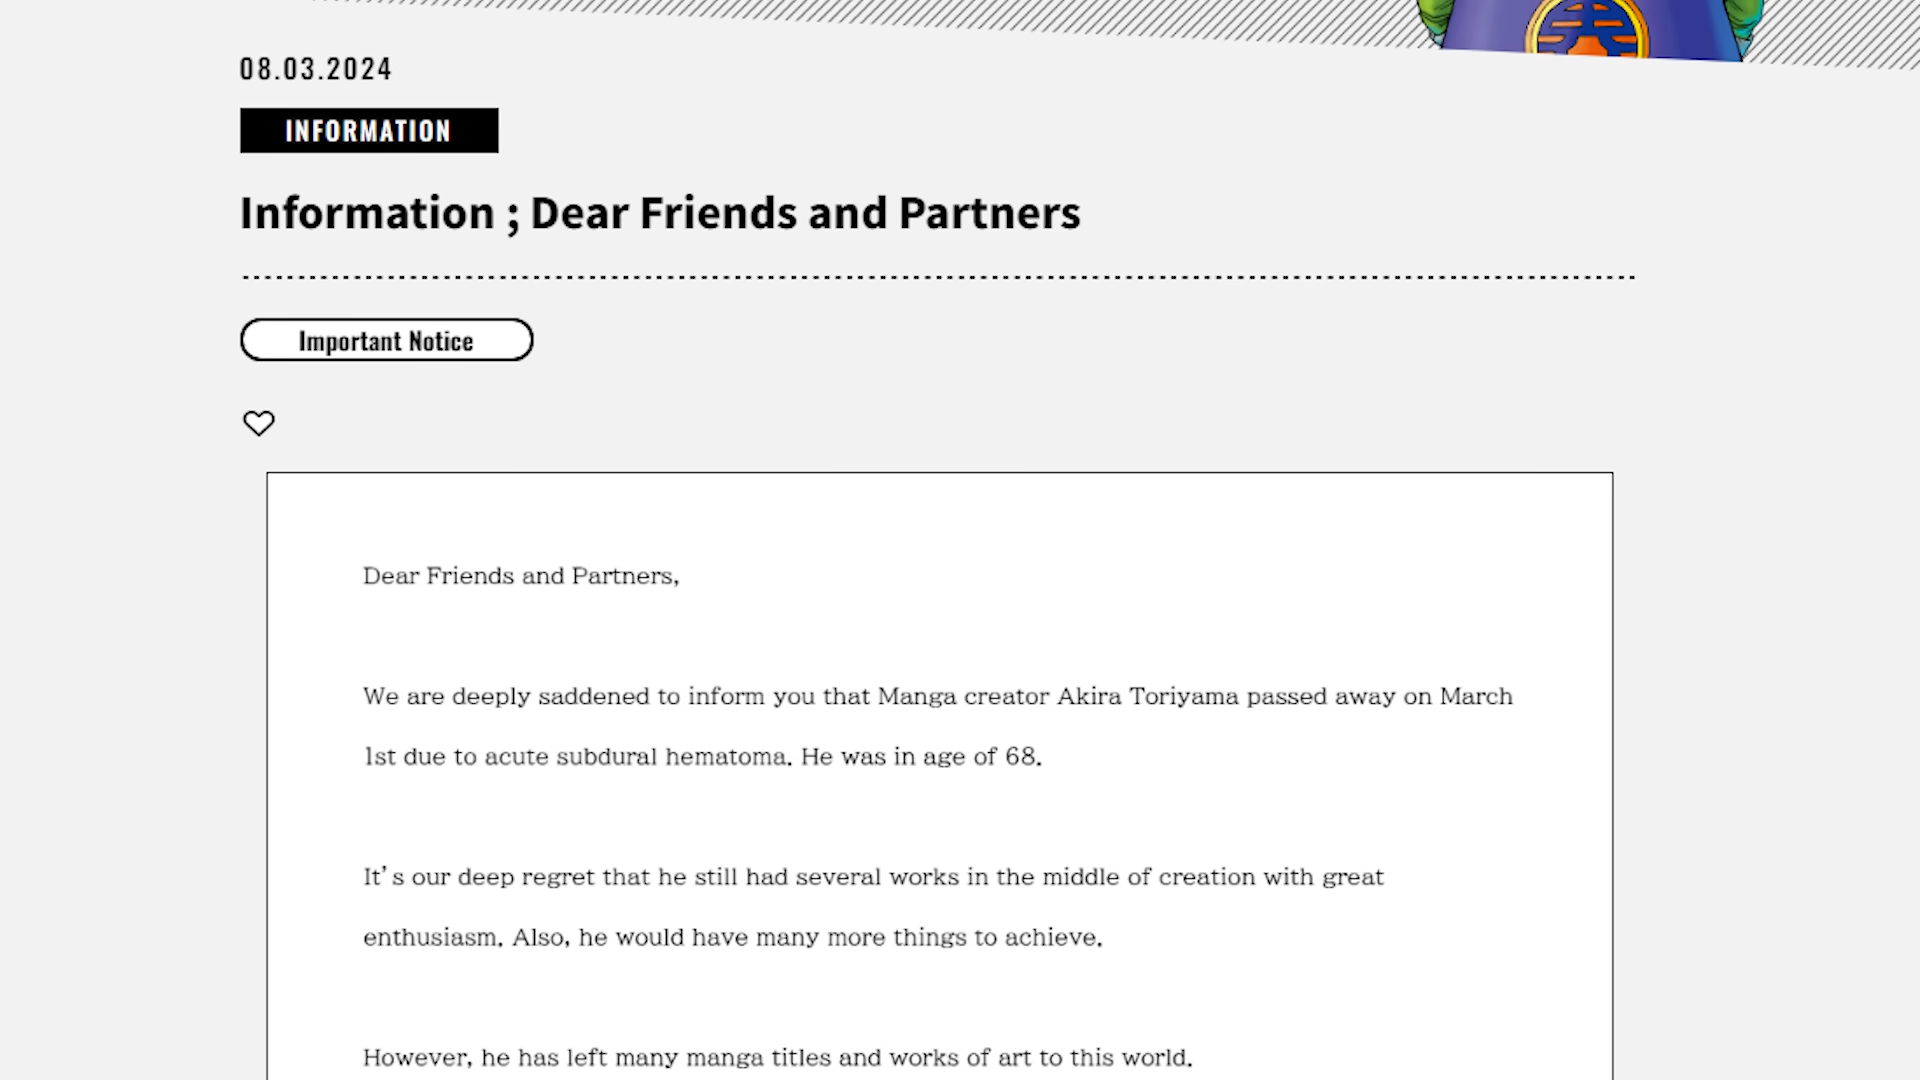 08.03.2024
INFORMATION
Information ; Dear Friends and Partners
Important Notice
Dear Friends and Partners,
We are deeply saddened to inform you that Manga creator Akira Toriyama passed away on March
1st due to acute subdural hematoma. He was in age of 68.
It’s our deep regret that he still had several works in the middle of creation with great
enthusiasm. Also, he would have many more things to achieve.
However, he has left many manga titles and works of art to this world.